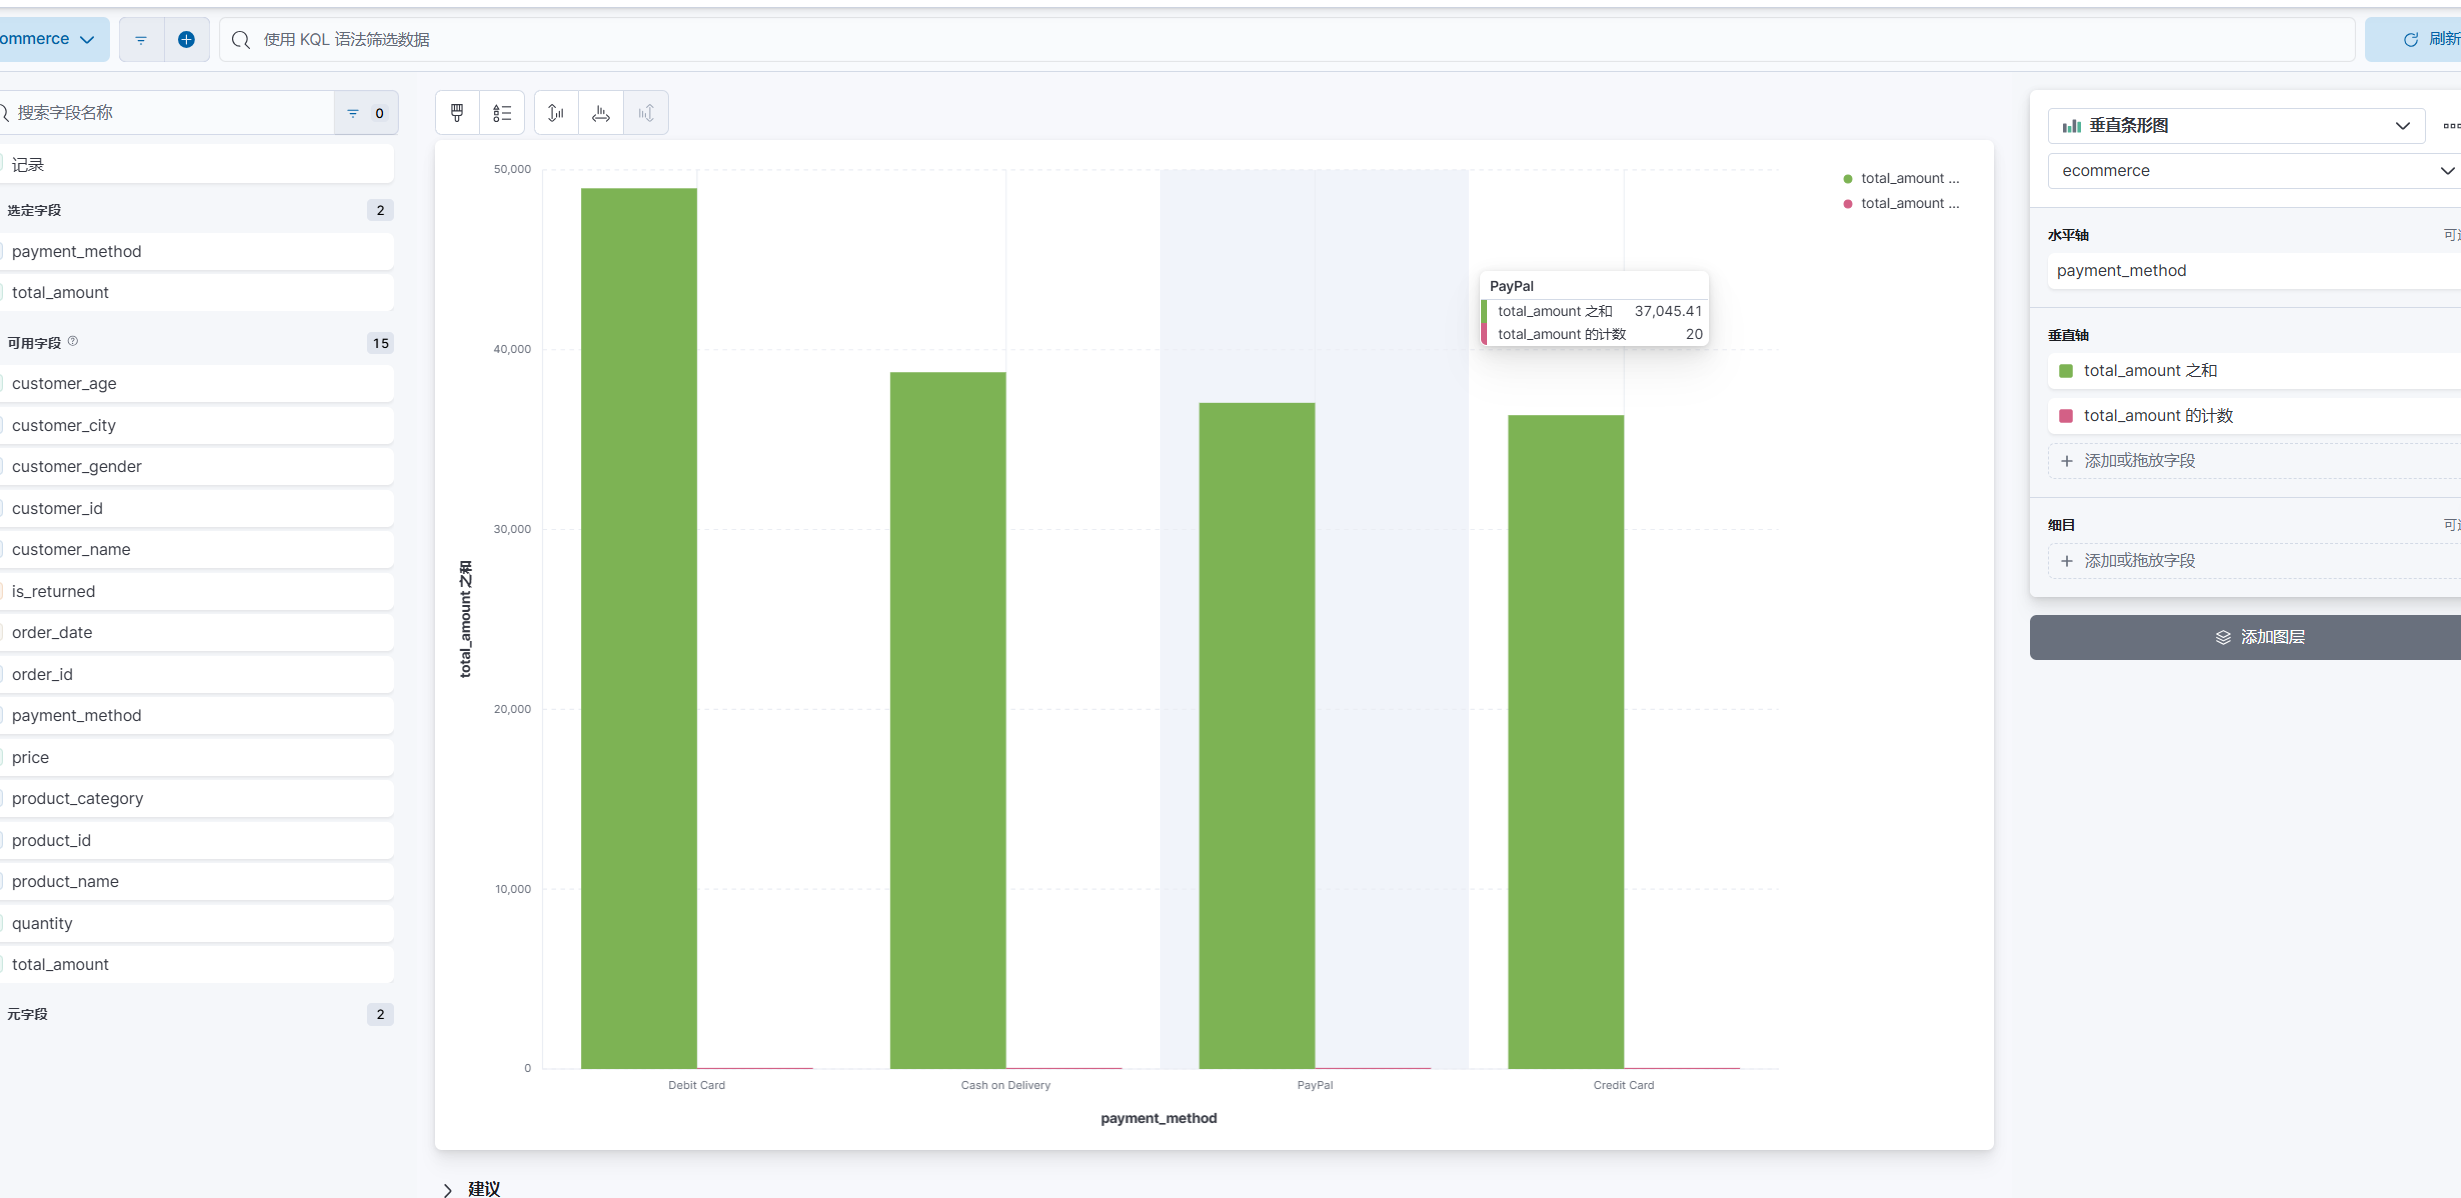 ommerce
使用 KQL 语法筛选数据
刷新
搜索字段名称
0
记录
选定字段
2
payment_method
total_amount
可用字段
15
customer_age
customer_city
customer_gender
customer_id
customer_name
is_returned
order_date
order_id
payment_method
price
product_category
product_id
product_name
quantity
total_amount
元字段
2
50,000
40,000
30,000
20,000
10,000
0
total_amount 之和
Debit Card
Cash on Delivery
PayPal
Credit Card
payment_method
total_amount ...
total_amount ...
PayPal
total_amount 之和 37,045.41
total_amount 的计数 20
建议
垂直条形图
ecommerce
水平轴
可
payment_method
垂直轴
total_amount 之和
total_amount 的计数
添加或拖放字段
细目
可
添加或拖放字段
添加图层